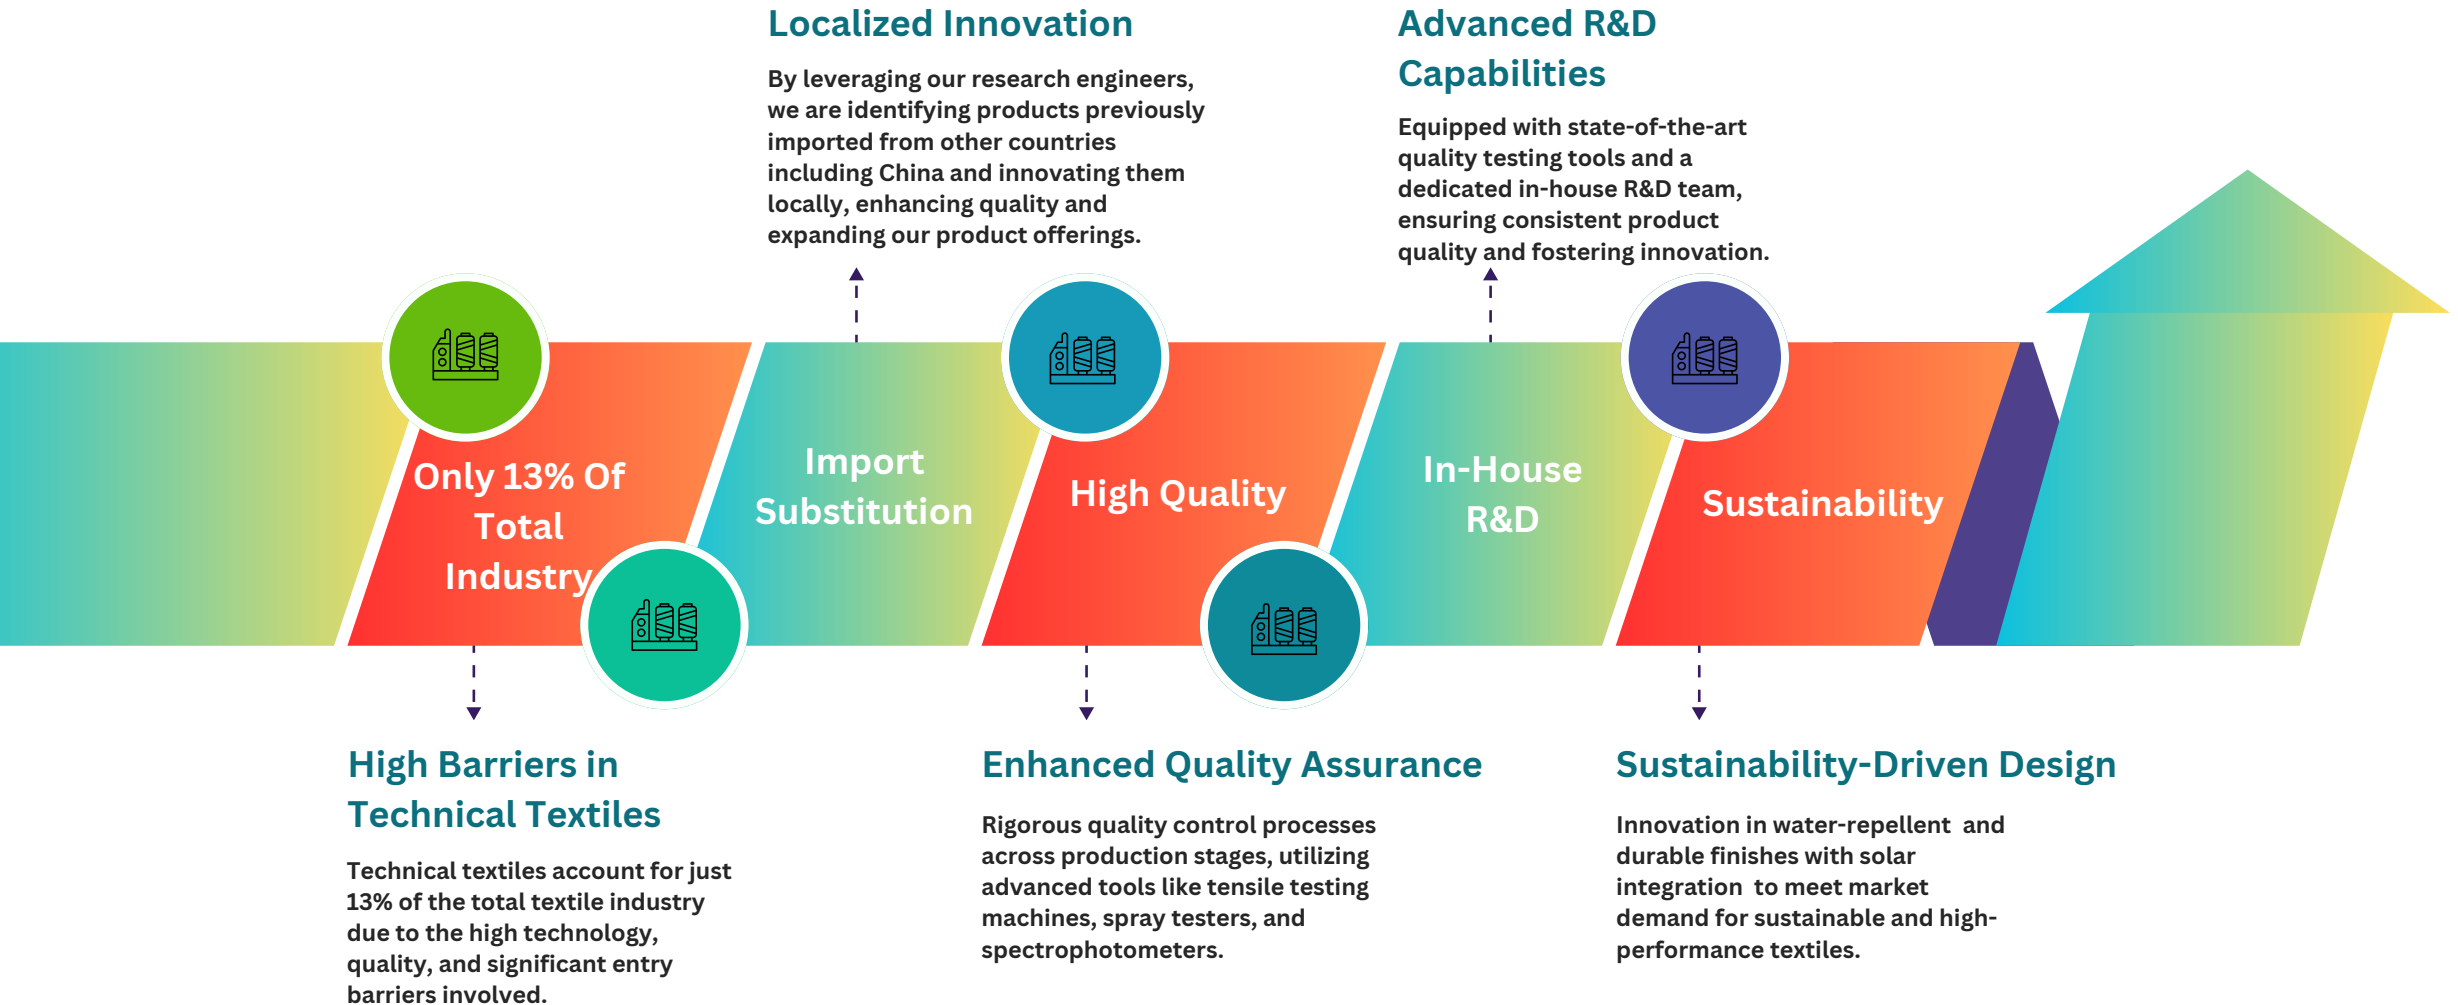 Localized Innovation
By leveraging our research engineers,
we are identifying products previously
imported from other countries
including China and innovating them
locally, enhancing quality and
expanding our product offerings.
Advanced R&D
Capabilities
Equipped with state-of-the-art
quality testing tools and a
dedicated in-house R&D team,
ensuring consistent product
quality and fostering innovation.
Only 13% Of
Total
Industry
Import
Substitution
High Quality
In-House
R&D
Sustainability
High Barriers in
Technical Textiles
Technical textiles account for just
13% of the total textile industry
due to the high technology,
quality, and significant entry
barriers involved.
Enhanced Quality Assurance
Rigorous quality control processes
across production stages, utilizing
advanced tools like tensile testing
machines, spray testers, and
spectrophotometers.
Sustainability-Driven Design
Innovation in water-repellent  and
durable finishes with solar
integration  to meet market
demand for sustainable and high-
performance textiles.